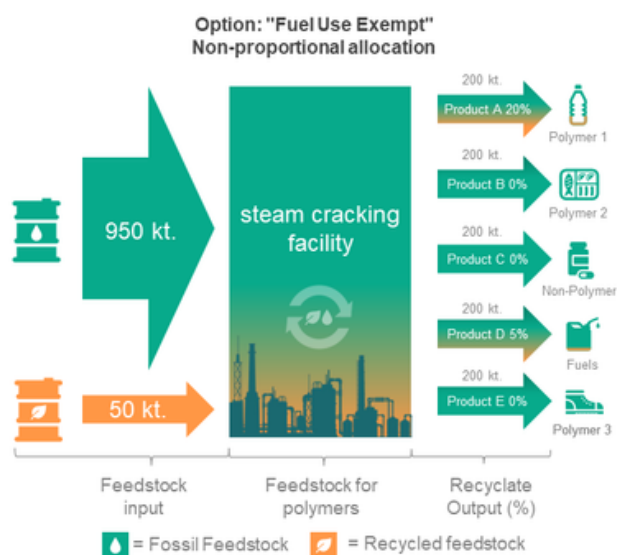 Option: "Fuel Use Exempt"
Non-proportional allocation
950 kt.
50 kt.
steam cracking
facility
200 kt.
Product A 20%
Polymer 1
200 kt.
Product B 0%
Polymer 2
200 kt.
Product C 0%
Non-Polymer
200 kt.
Product D 5%
Fuels
200 kt.
Product E 0%
Polymer 3
Feedstock
input
Feedstock for
polymers
Recyclate
Output (%)
= Fossil Feedstock
= Recycled feedstock